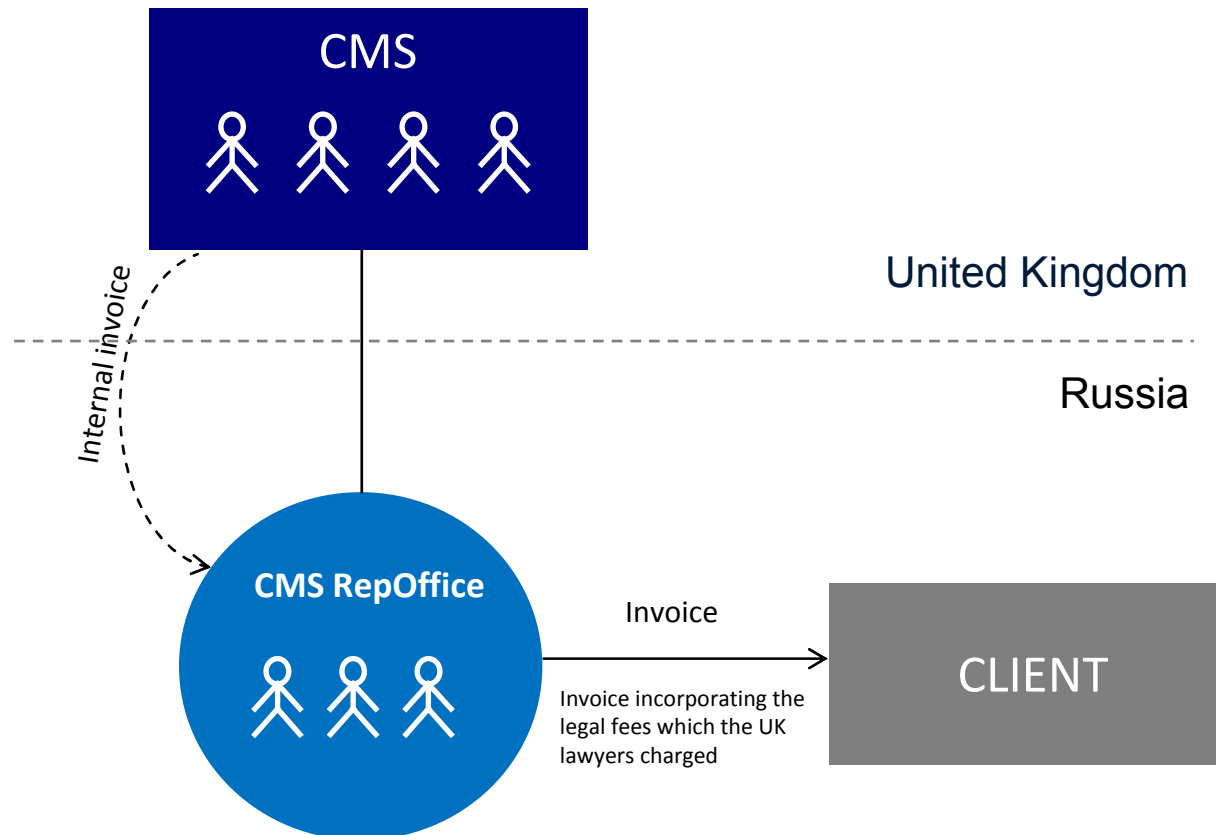 CMS
United Kingdom
Internal invoice
Russia
CMS RepOffice
Invoice
Invoice incorporating the
legal fees which the UK
lawyers charged
CLIENT